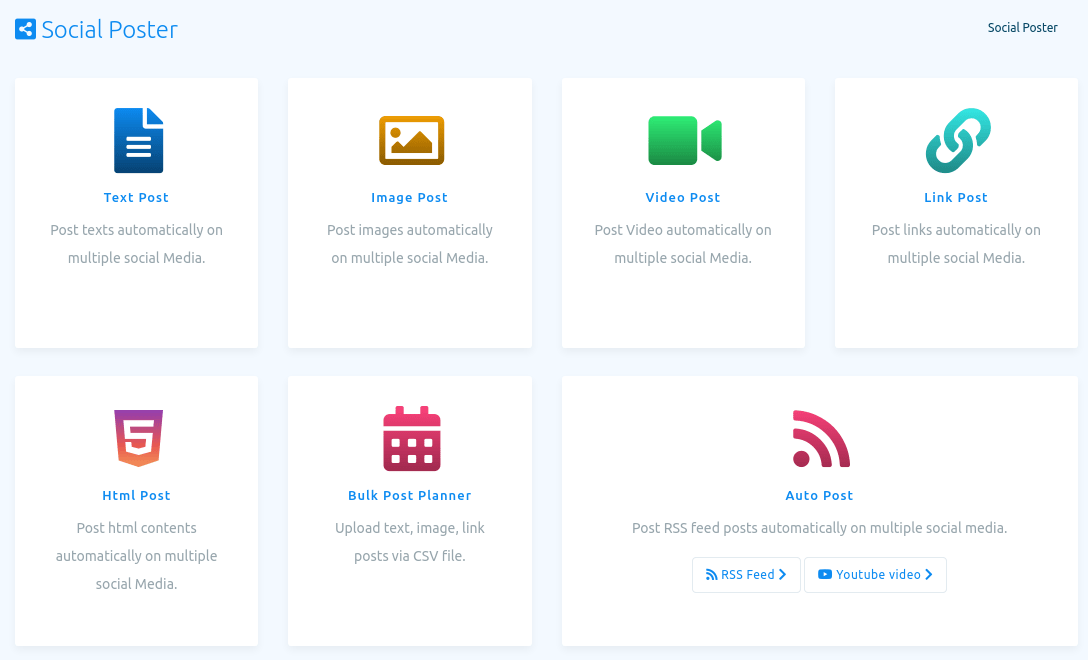 Social Poster
Social Poster
Text Post
Post texts automatically on
multiple social Media.
Image Post
Post images automatically
on multiple social Media.
Video Post
Post Video automatically on
multiple social Media.
Link Post
Post links automatically on
multiple social Media.
Html Post
Post html contents
automatically on multiple
social Media.
Bulk Post Planner
Upload text, image, link
posts via CSV file.
Auto Post
Post RSS feed posts automatically on multiple social media.
RSS Feed
Youtube video